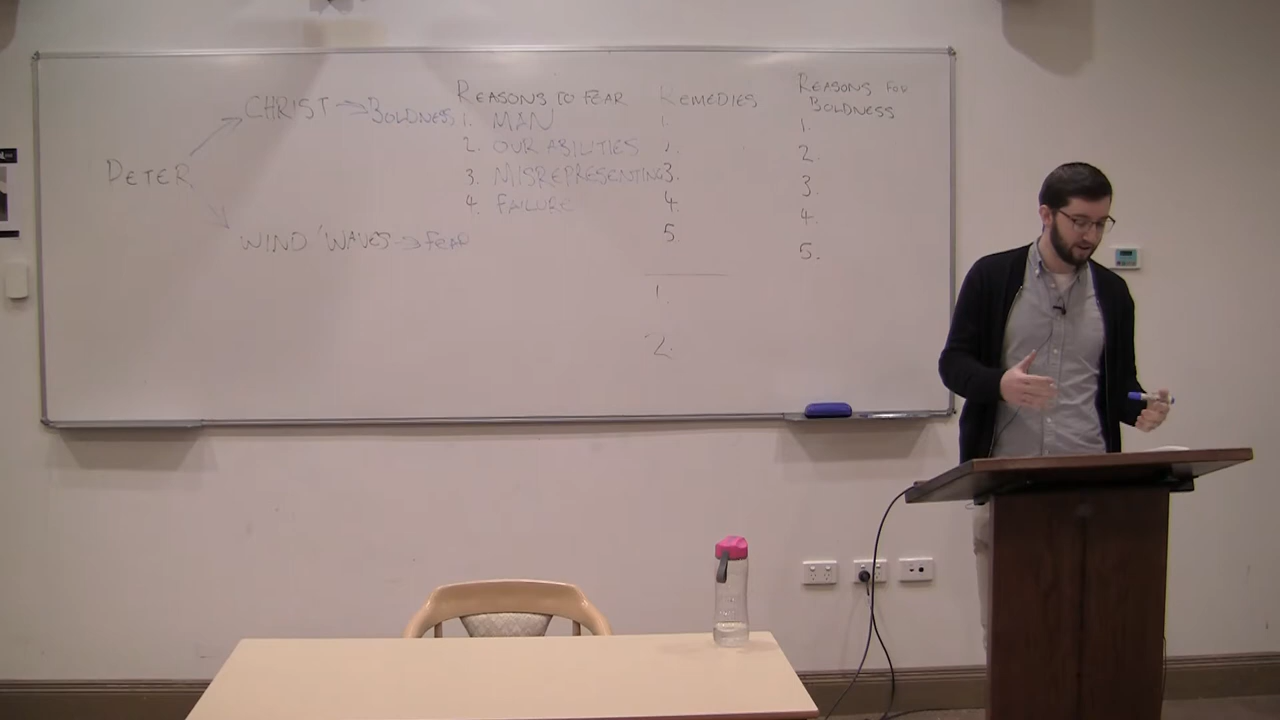 DETER
CHRIST → BOLDNESS
WIND 'WAVES → FEAR
REASONS TO FEAR
1. MAN
2. OUR ABILITIES
3. MISREPRESENTING
4. FAILURE
REMEDIES
1.
2.
3.
4.
5
1.
2.
REASONS FOR
BOLDNESS
1.
2.
3.
4.
5.